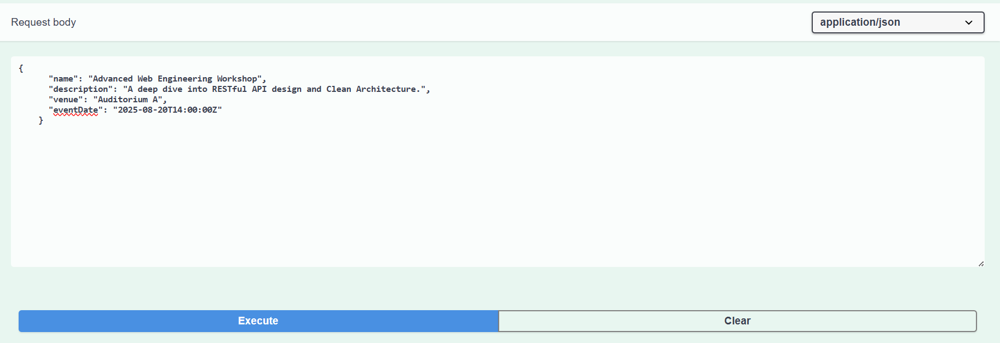 Request body
application/json
{
"name": "Advanced Web Engineering Workshop",
"description": "A deep dive into RESTful API design and Clean Architecture.",
"venue": "Auditorium A",
"eventDate": "2025-08-20T14:00:00Z"
}
Execute
Clear